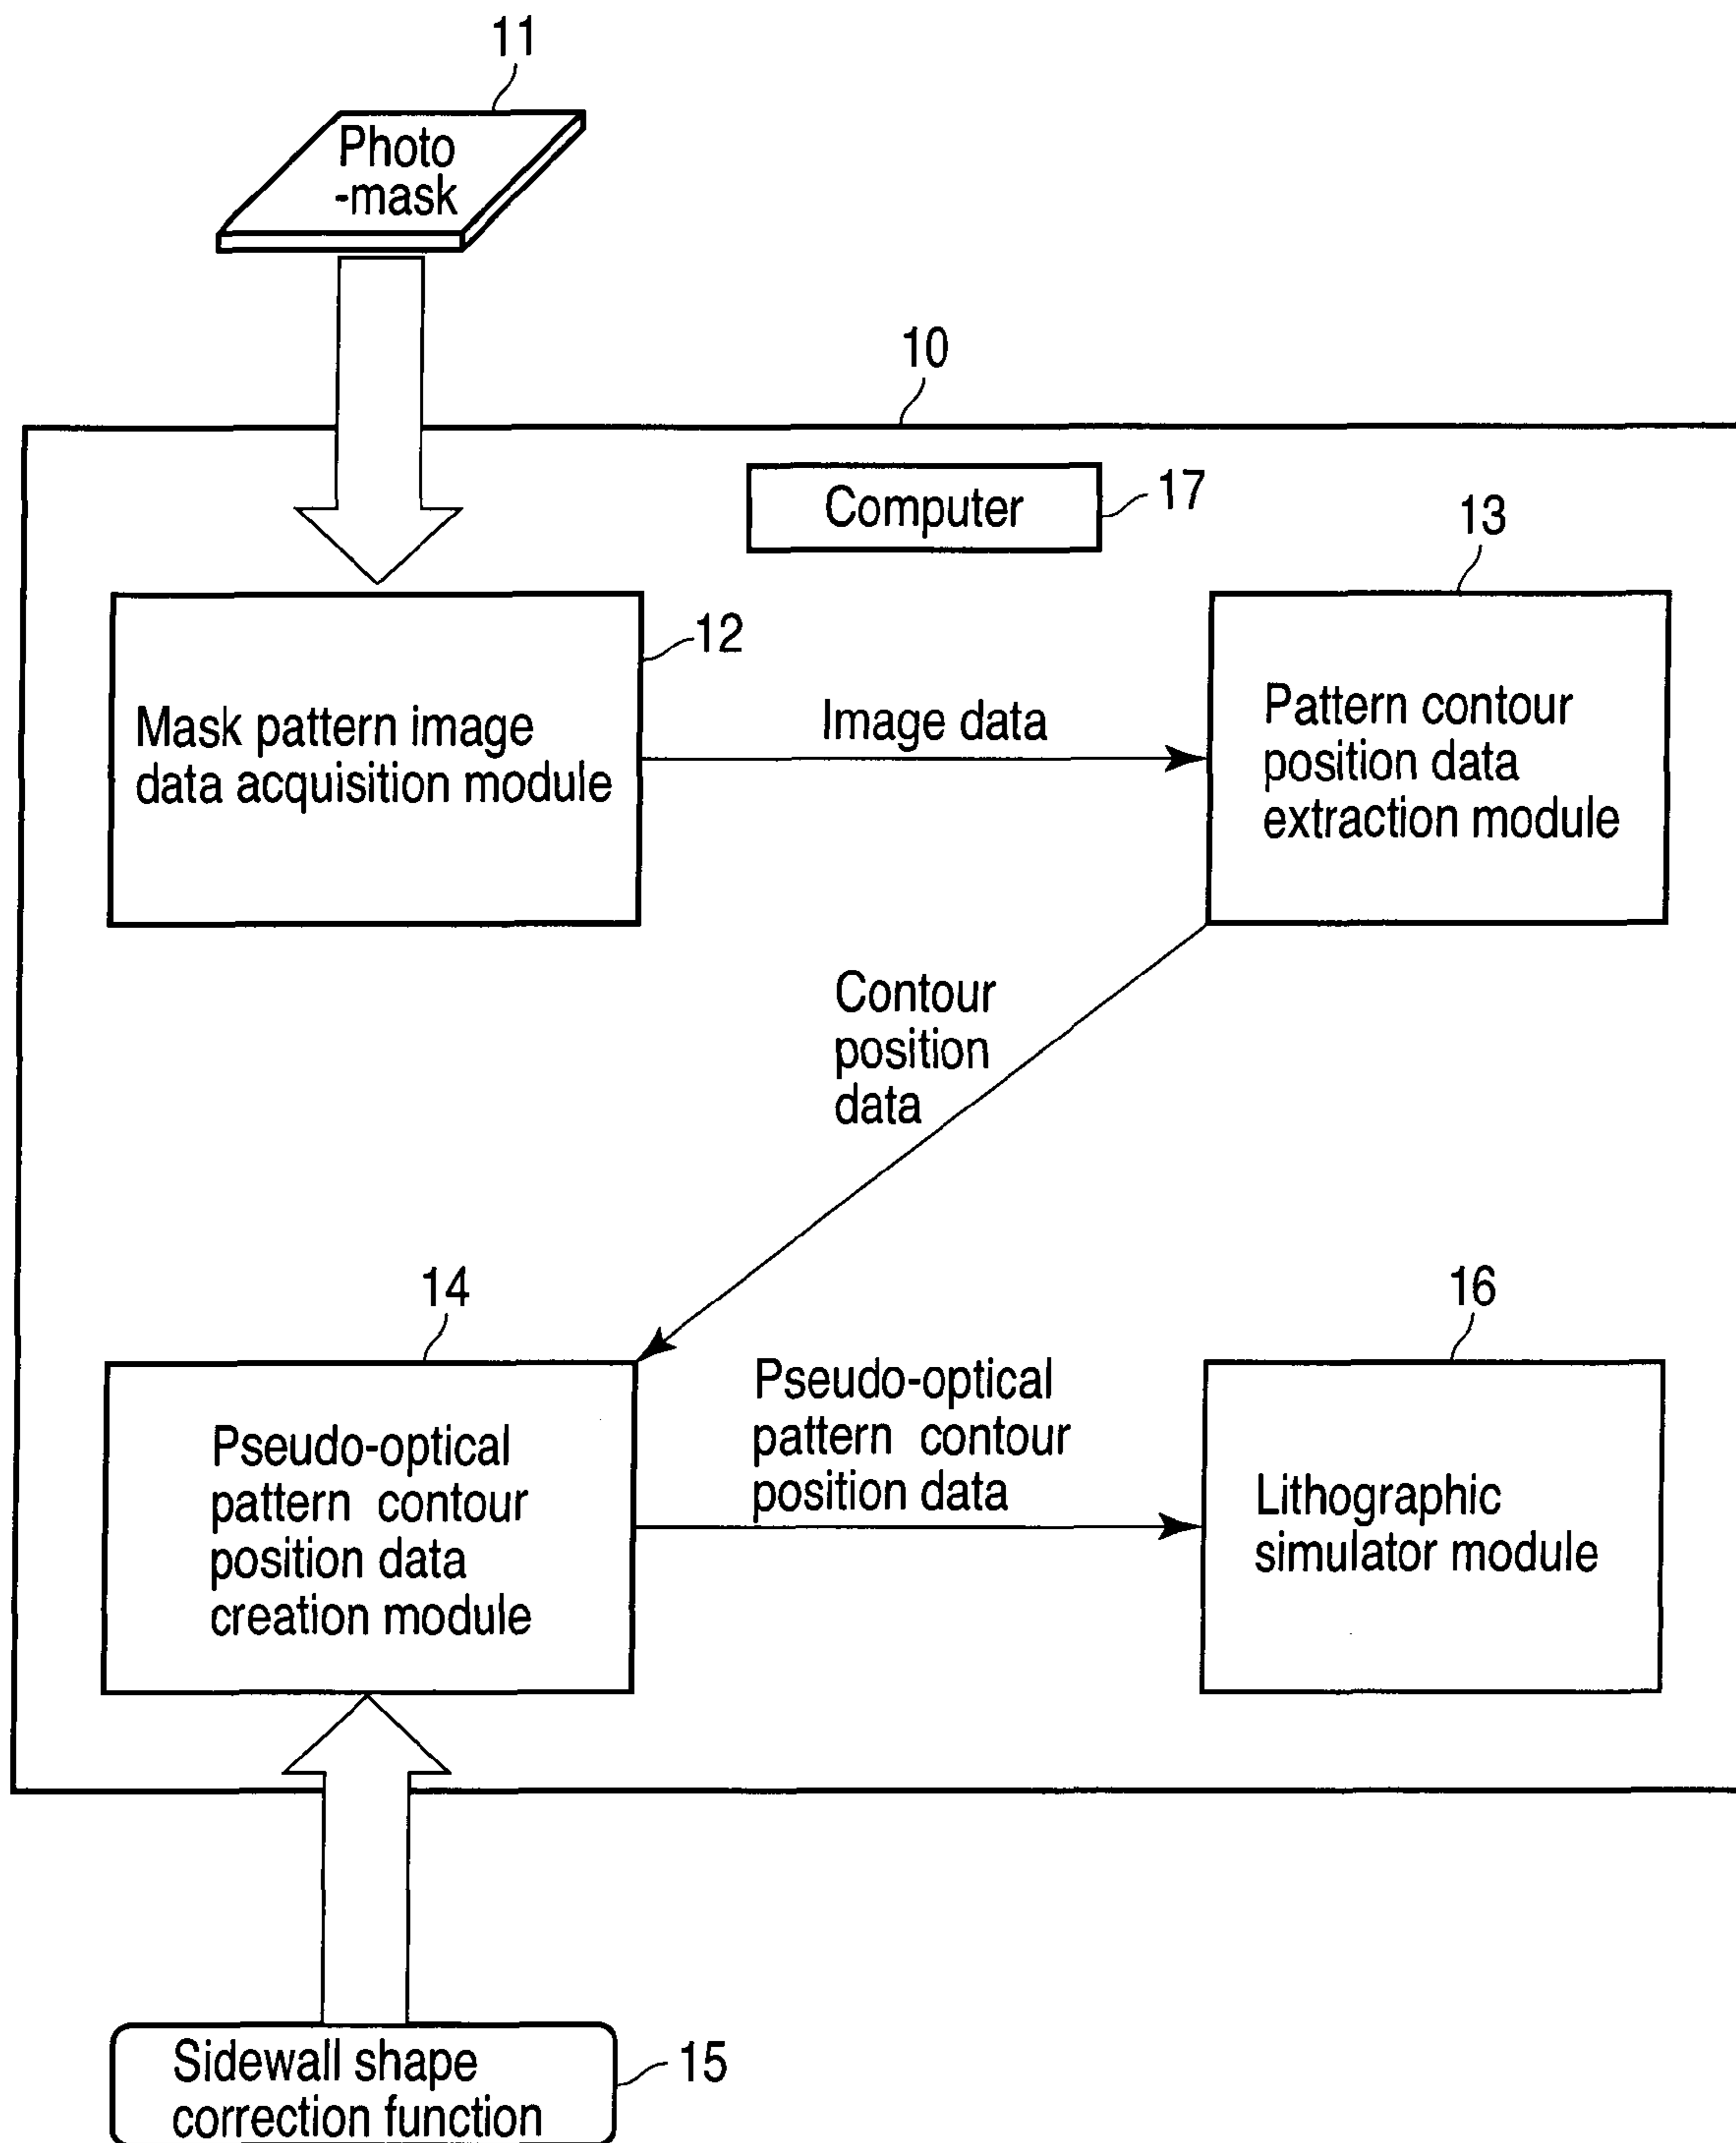 11
Photo
-mask
10
Computer
17
13
12
Mask pattern image
data acquisition module
Image data
Pattern contour
position data
extraction module
Contour
position
data
14
16
Pseudo-optical
pattern contour
position data
creation module
Pseudo-optical
pattern contour
position data
Lithographic
simulator module
Sidewall shape
correction function
15